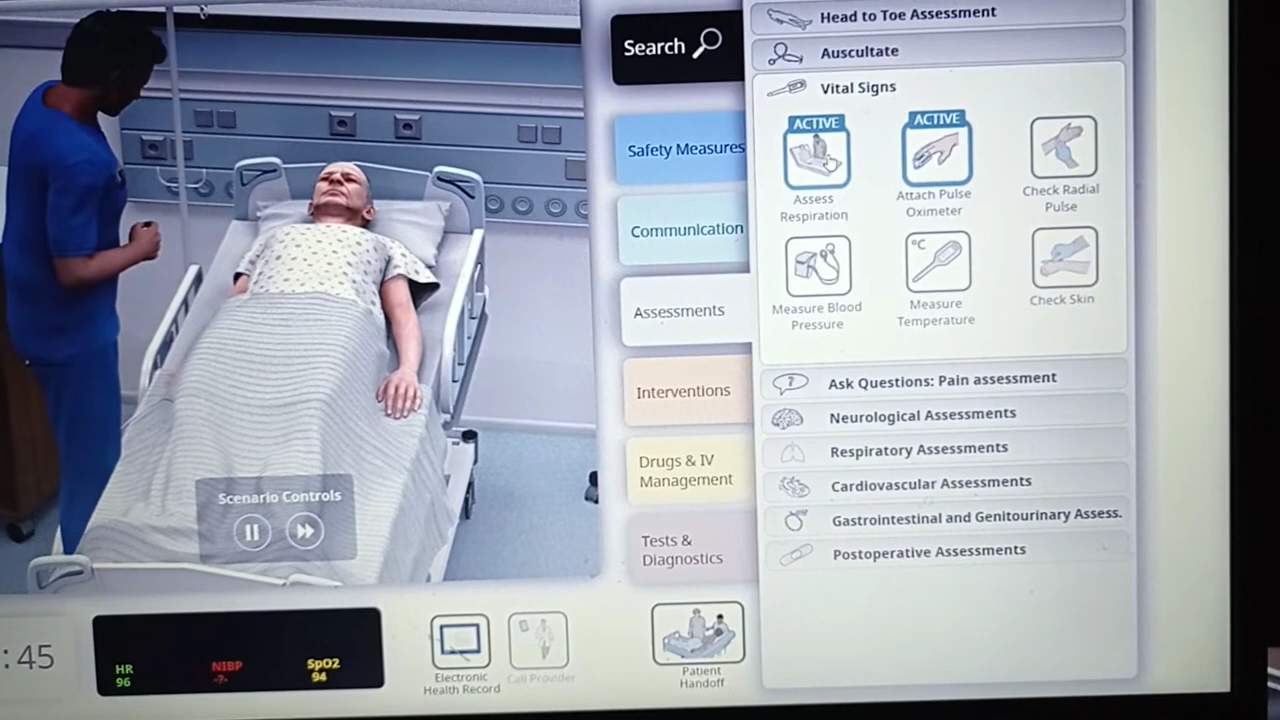 Search
Safety Measures
Communication
Assessments
Interventions
Drugs & IV
Management
Tests &
Diagnostics
Head to Toe Assessment
Auscultate
Vital Signs
ACTIVE
ACTIVE
Assess
Respiration
Attach Pulse
Oximeter
Check Radial
Pulse
°C
Measure Blood
Pressure
Measure
Temperature
Check Skin
Ask Questions: Pain assessment
Neurological Assessments
Respiratory Assessments
Cardiovascular Assessments
Gastrointestinal and Genitourinary Assess.
Postoperative Assessments
Scenario Controls
:45
HR
96
NIBP
-?-
SpO2
94
Electronic
Health Record
Call Provider
Patient
Handoff